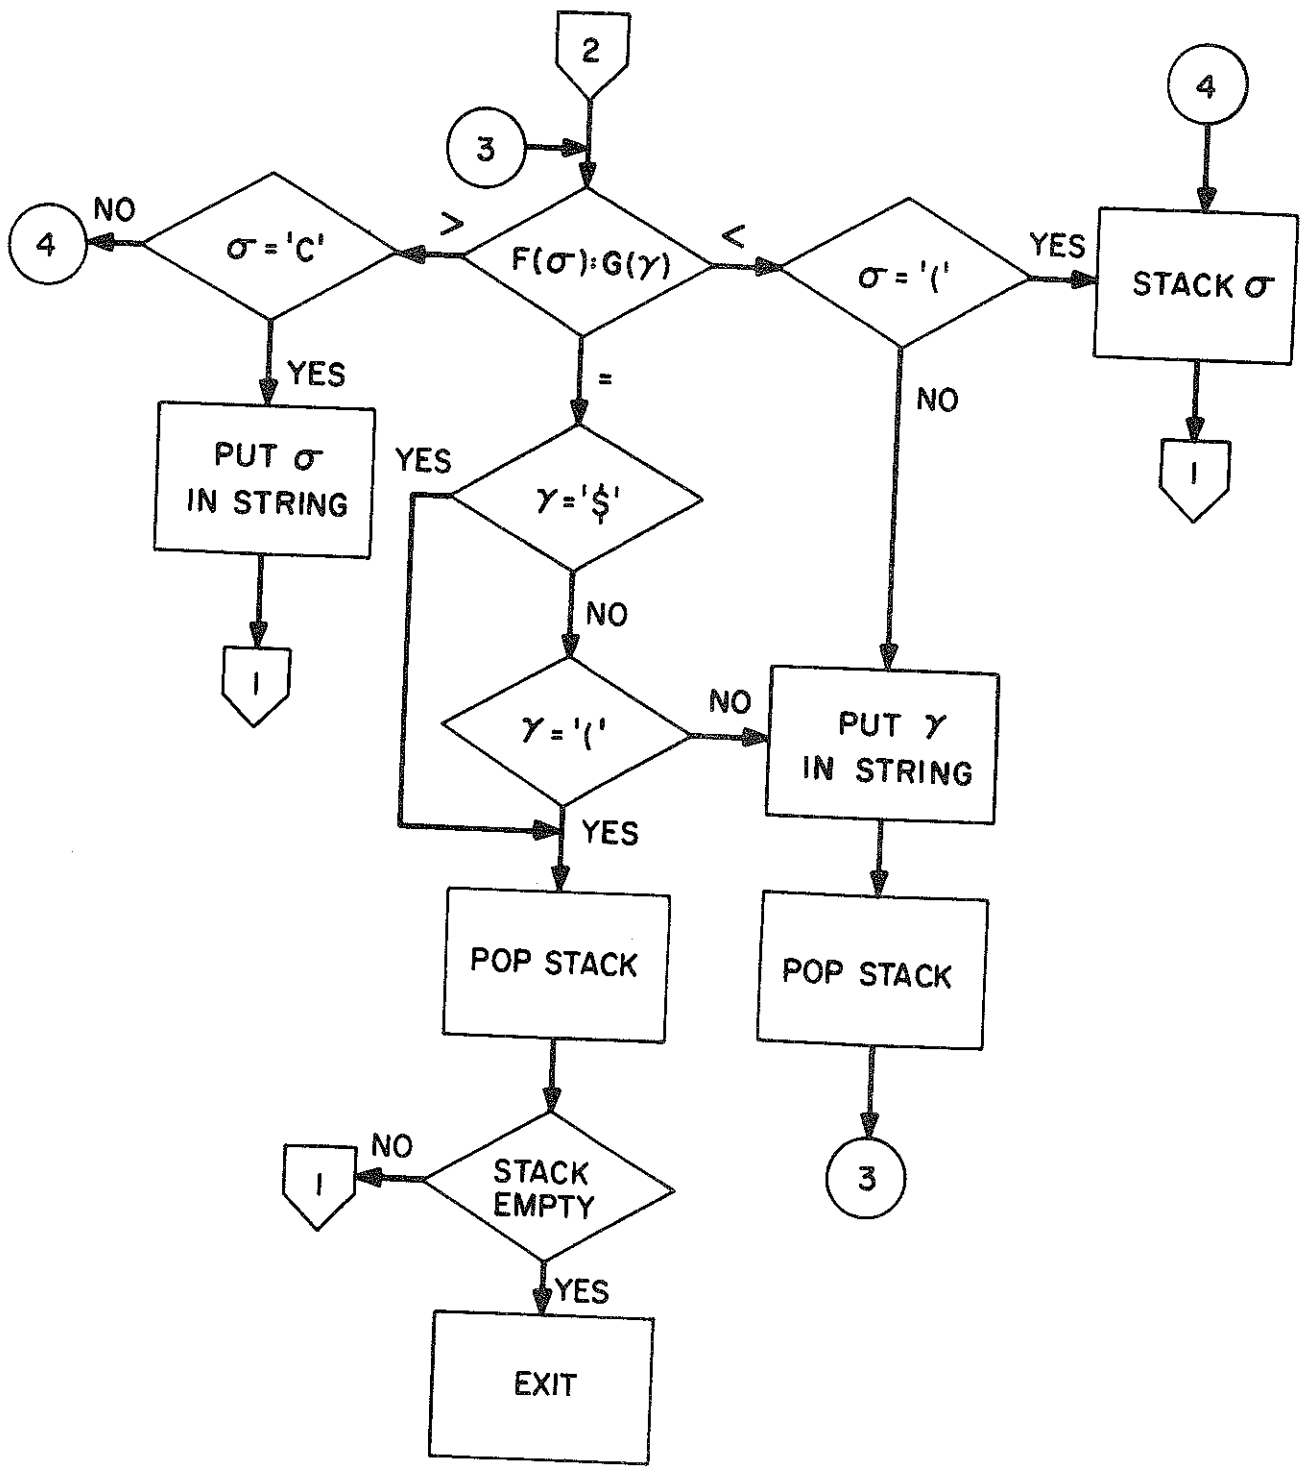 2
4
3
NO
>
<
YES
4
σ = 'C'
F(σ):G(γ)
σ = '('
STACK σ
YES
=
NO
PUT σ
IN STRING
YES
γ = '$'
1
NO
1
γ = '('
NO
PUT γ
IN STRING
YES
POP STACK
POP STACK
NO
1
STACK
EMPTY
3
YES
EXIT